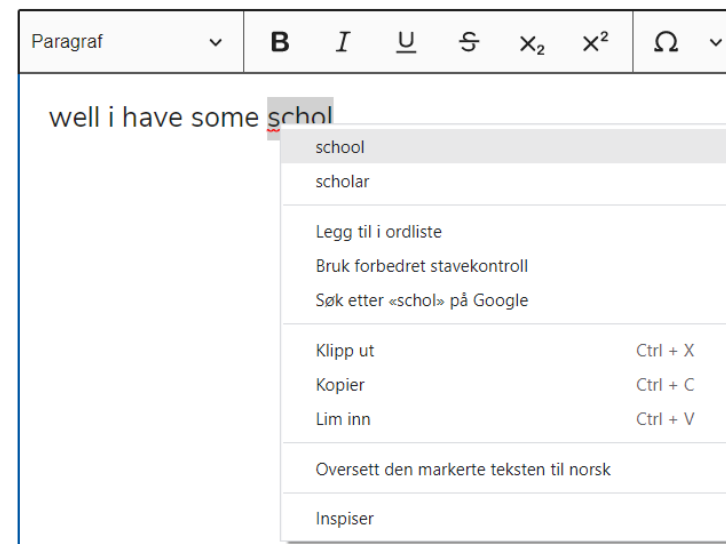 Paragraf B I U S X₂ X² Ω
well i have some schol
school
scholar
Legg til i ordliste
Bruk forbedret stavekontroll
Søk etter «schol» på Google
Klipp ut Ctrl + X
Kopier Ctrl + C
Lim inn Ctrl + V
Oversett den markerte teksten til norsk
Inspiser